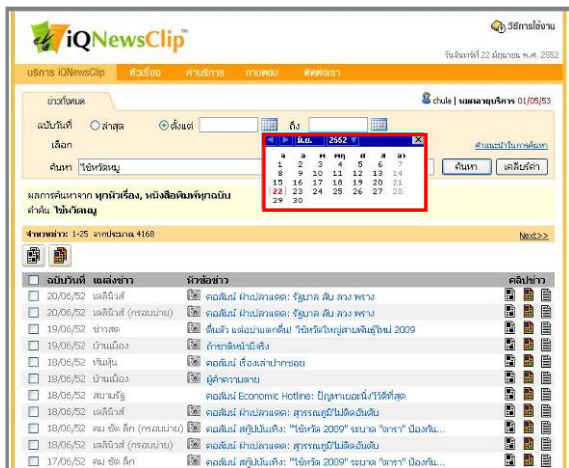 iQNewsClip
วิธีการใช้งาน
วันจันทร์ที่ 22 มิถุนายน พ.ศ. 2552
บริการ iQNewsClip หัวเรื่อง ค่าบริการ ถามตอบ ติดต่อเรา
ข่าวทั้งหมด
chula | หมดอายุบริการ 01/05/53
ฉบับวันที่ ล่าสุด ตั้งแต่ ถึง
เลือก
คำแนะนำในการค้นหา
ค้นหา ไข้หวัดหมู ค้นหา เคลียร์ค่า
มิ.ย. 2552 X
จ อ พ พฤ ศ ส อา
1 2 3 4 5 6 7
8 9 10 11 12 13 14
15 16 17 18 19 20 21
22 23 24 25 26 27 28
29 30
ผลการค้นหาจาก ทุกหัวเรื่อง, หนังสือพิมพ์ทุกฉบับ
คำค้น ไข้หวัดหมู
จำนวนข่าว: 1-25 จากประมาณ 4168 Next>>
ฉบับวันที่ แหล่งข่าว หัวข้อข่าว คลิปข่าว
20/06/52 เดลินิวส์ คอลัมน์ ฝ่าเปลวแดด: รัฐบาล สับ ลวง พราง
20/06/52 เดลินิวส์ (กรอบบ่าย) คอลัมน์ ฝ่าเปลวแดด: รัฐบาล สับ ลวง พราง
19/06/52 ข่าวสด ตื่นตัว แต่อย่าแตกตื่น! "ไข้หวัดใหญ่สายพันธุ์ใหม่ 2009
19/06/52 บ้านเมือง ถ้าชาติหน้ามีจริง
18/06/52 ทันหุ้น คอลัมน์ เรื่องเล่าปากซอย
18/06/52 บ้านเมือง ผู้ค้าความตาย
18/06/52 สยามรัฐ คอลัมน์ Economic Hotline: ปัญหาเยอะนิ่งไว้ดีที่สุด
18/06/52 เดลินิวส์ คอลัมน์ ฝ่าเปลวแดด: สุวรรณภูมิไม่ติดอันดับ
18/06/52 คม ชัด ลึก (กรอบบ่าย) คอลัมน์ สกู๊ปบันเทิง: "ไข้หวัด 2009" ระบาด "ดารา" ป้องกัน...
18/06/52 เดลินิวส์ (กรอบบ่าย) คอลัมน์ ฝ่าเปลวแดด: สุวรรณภูมิไม่ติดอันดับ
17/06/52 คม ชัด ลึก คอลัมน์ สกู๊ปบันเทิง: "ไข้หวัด 2009" ระบาด "ดารา" ป้องกัน...